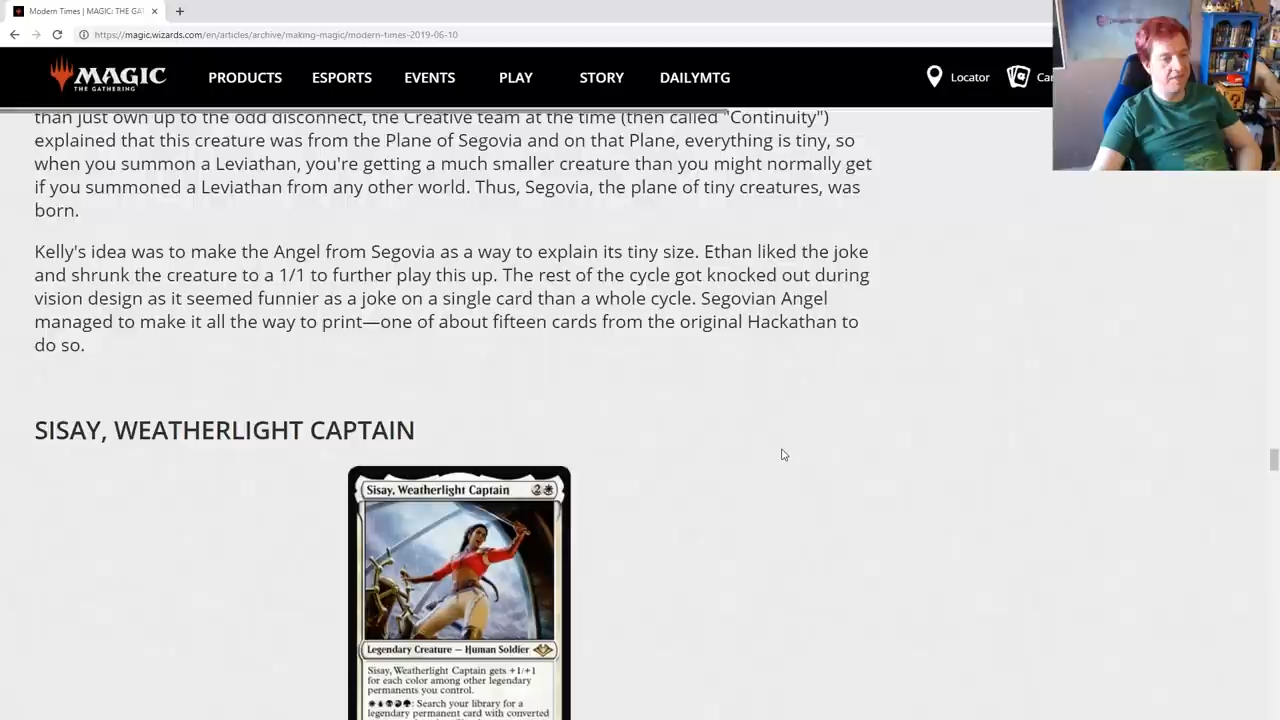 Modern Times | MAGIC: THE GA
https://magic.wizards.com/en/articles/archive/making-magic/modern-times-2019-06-10
MAGIC
THE GATHERING
PRODUCTS
ESPORTS
EVENTS
PLAY
STORY
DAILYMTG
Locator
than just own up to the odd disconnect, the Creative team at the time (then called "Continuity")
explained that this creature was from the Plane of Segovia and on that Plane, everything is tiny, so
when you summon a Leviathan, you're getting a much smaller creature than you might normally get
if you summoned a Leviathan from any other world. Thus, Segovia, the plane of tiny creatures, was
born.
Kelly's idea was to make the Angel from Segovia as a way to explain its tiny size. Ethan liked the joke
and shrunk the creature to a 1/1 to further play this up. The rest of the cycle got knocked out during
vision design as it seemed funnier as a joke on a single card than a whole cycle. Segovian Angel
managed to make it all the way to print—one of about fifteen cards from the original Hackathan to
do so.
SISAY, WEATHERLIGHT CAPTAIN
Sisay, Weatherlight Captain 2
Legendary Creature — Human Soldier
Sisay, Weatherlight Captain gets +1/+1
for each color among other legendary
permanents you control.
: Search your library for a
legendary permanent card with converted